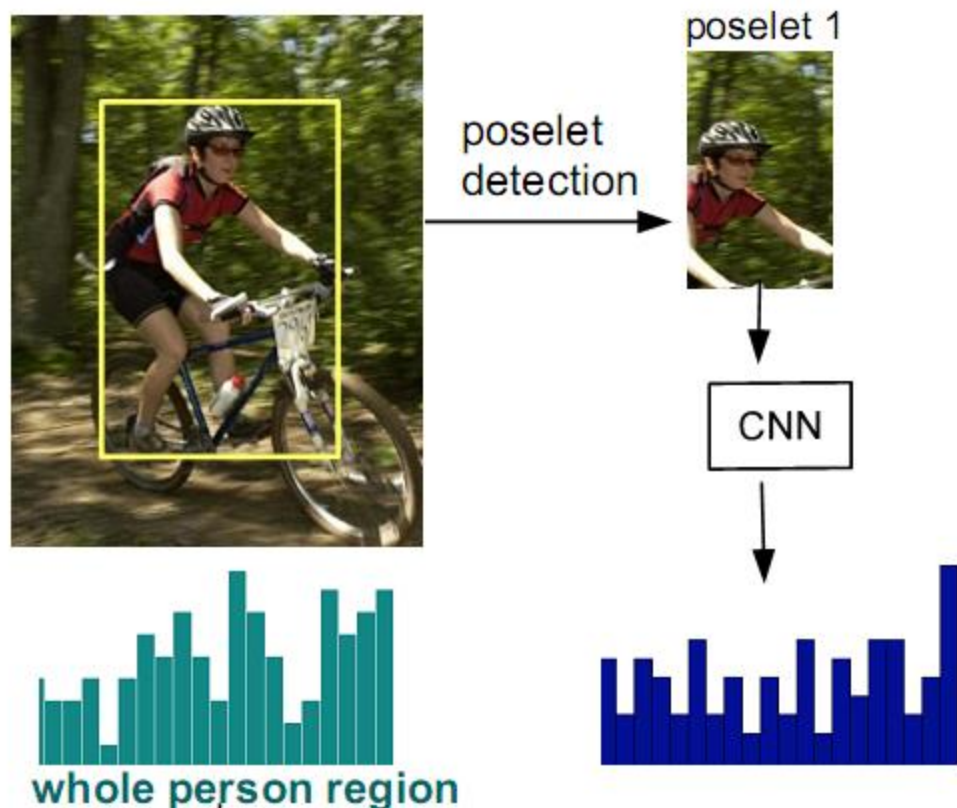 poselet 1
poselet
detection
CNN
whole person region